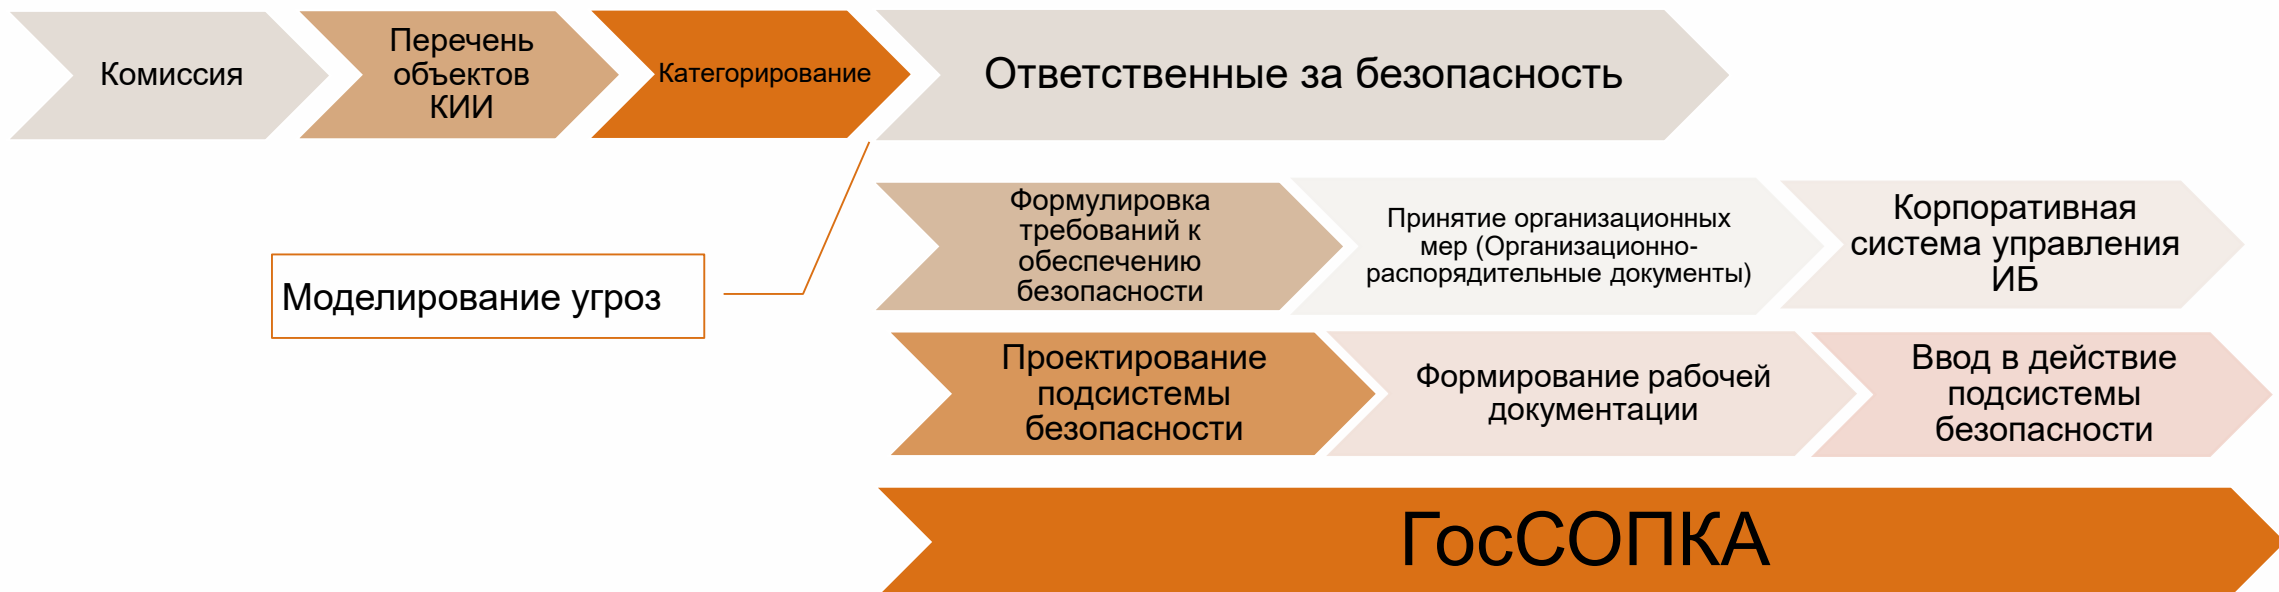 Комиссия
Перечень
объектов
КИИ
Категорирование
Ответственные за безопасность
Моделирование угроз
Формулировка
требований к
обеспечению
безопасности
Принятие организационных
мер (Организационно-
распорядительные документы)
Корпоративная
система управления
ИБ
Проектирование
подсистемы
безопасности
Формирование рабочей
документации
Ввод в действие
подсистемы
безопасности
ГосСОПКА